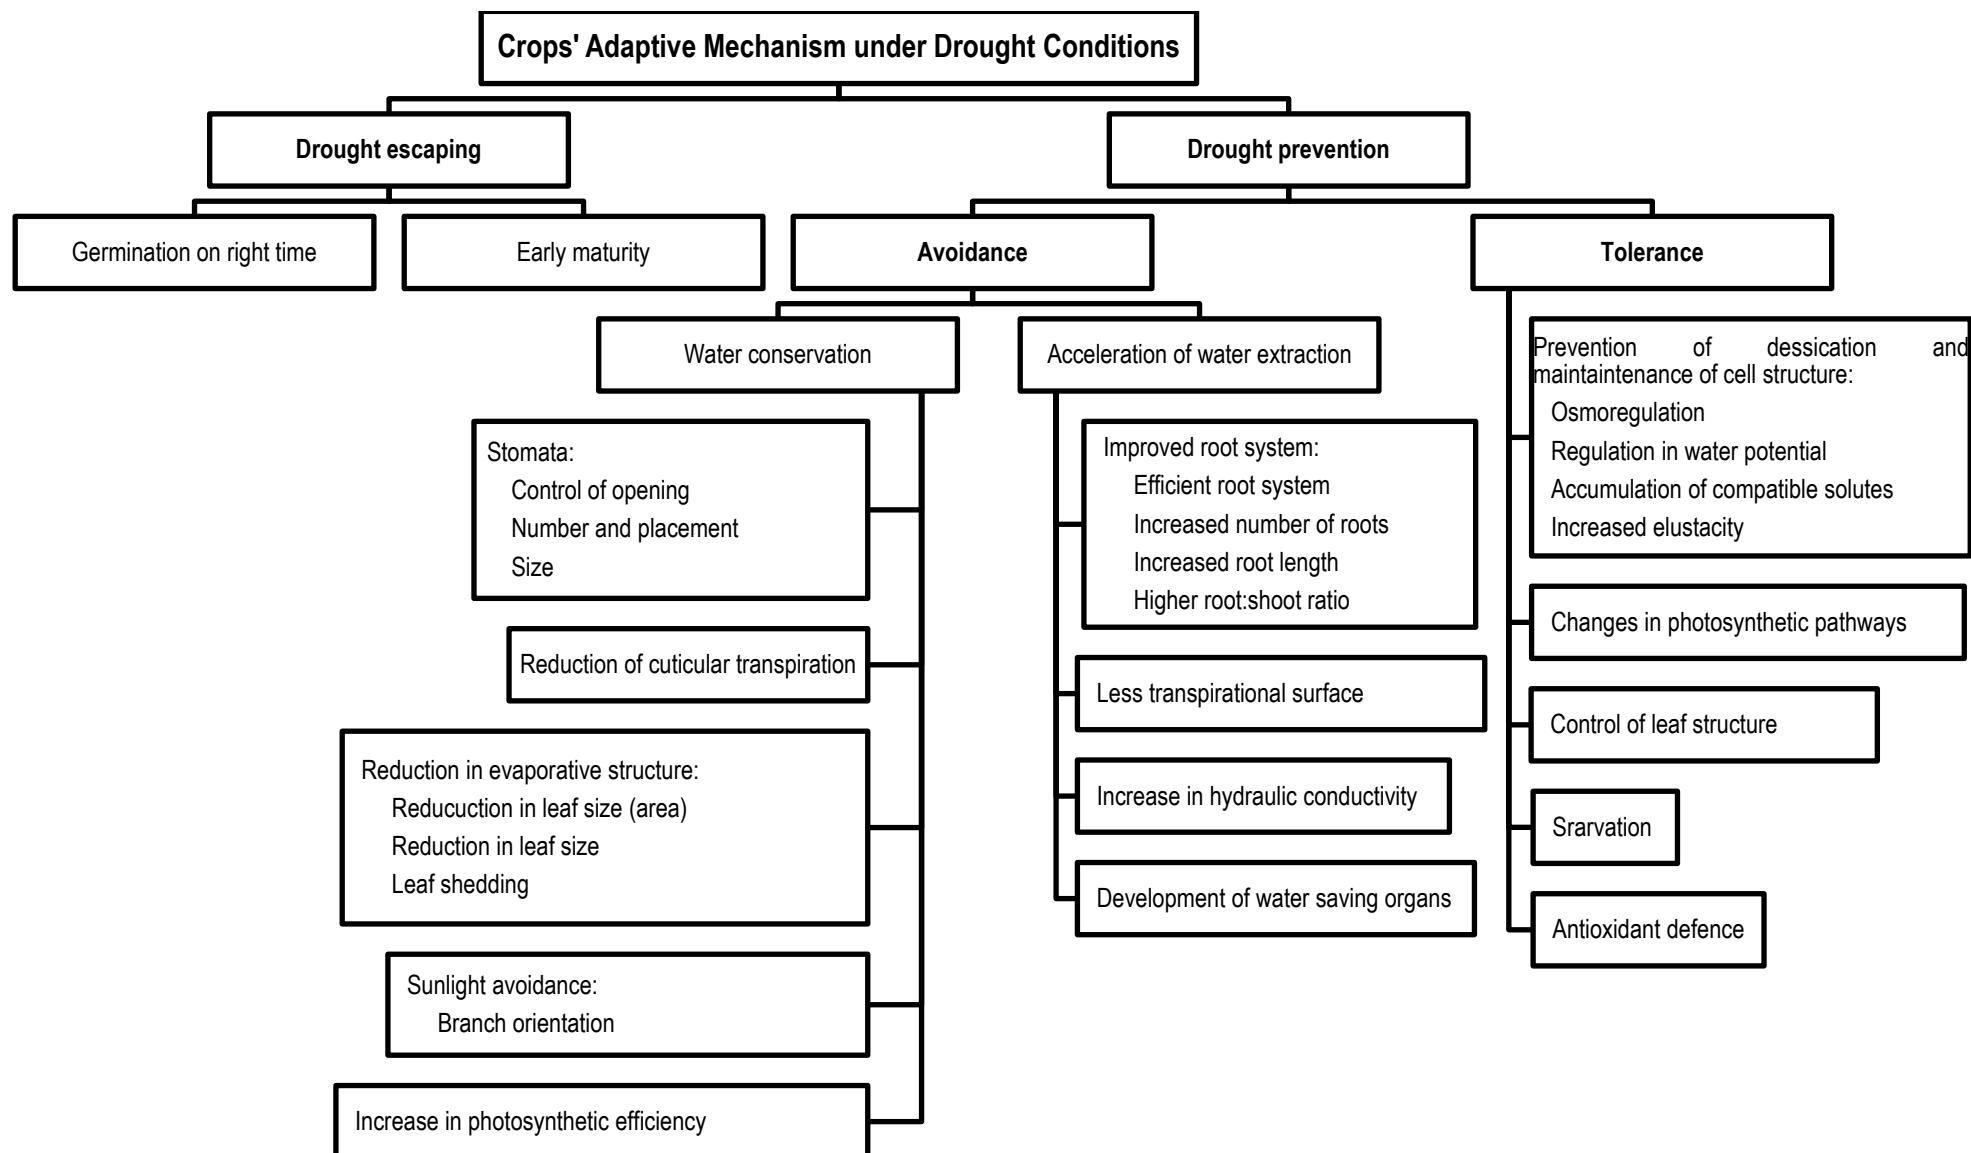 Crops' Adaptive Mechanism under Drought Conditions
Drought escaping
Drought prevention
Germination on right time
Early maturity
Avoidance
Tolerance
Water conservation
Acceleration of water extraction
Stomata:
Control of opening
Number and placement
Size
Reduction of cuticular transpiration
Reduction in evaporative structure:
Reducuction in leaf size (area)
Reduction in leaf size
Leaf shedding
Sunlight avoidance:
Branch orientation
Increase in photosynthetic efficiency
Improved root system:
Efficient root system
Increased number of roots
Increased root length
Higher root:shoot ratio
Less transpirational surface
Increase in hydraulic conductivity
Development of water saving organs
Prevention of dessication and
maintaintenance of cell structure:
Osmoregulation
Regulation in water potential
Accumulation of compatible solutes
Increased elustacity
Changes in photosynthetic pathways
Control of leaf structure
Srarvation
Antioxidant defence